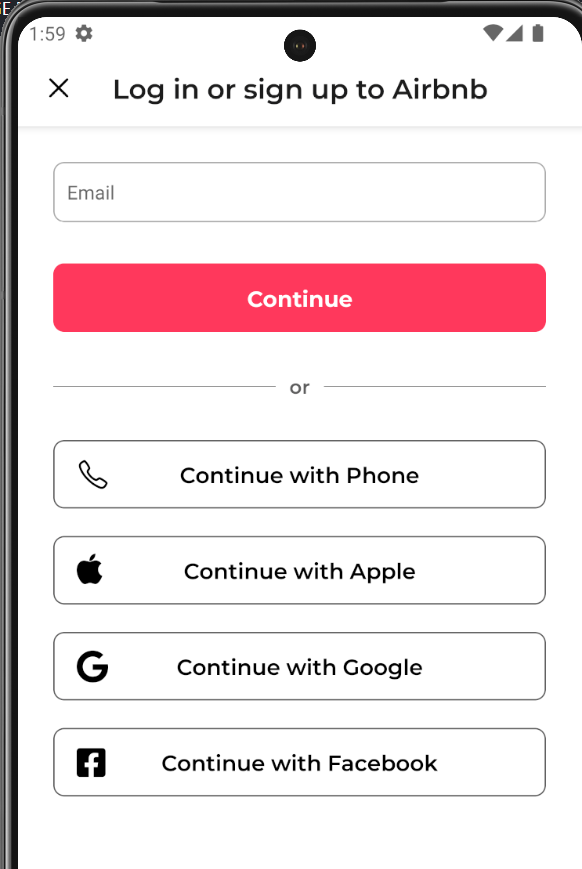 1:59
Log in or sign up to Airbnb
Email
Continue
or
Continue with Phone
Continue with Apple
Continue with Google
Continue with Facebook